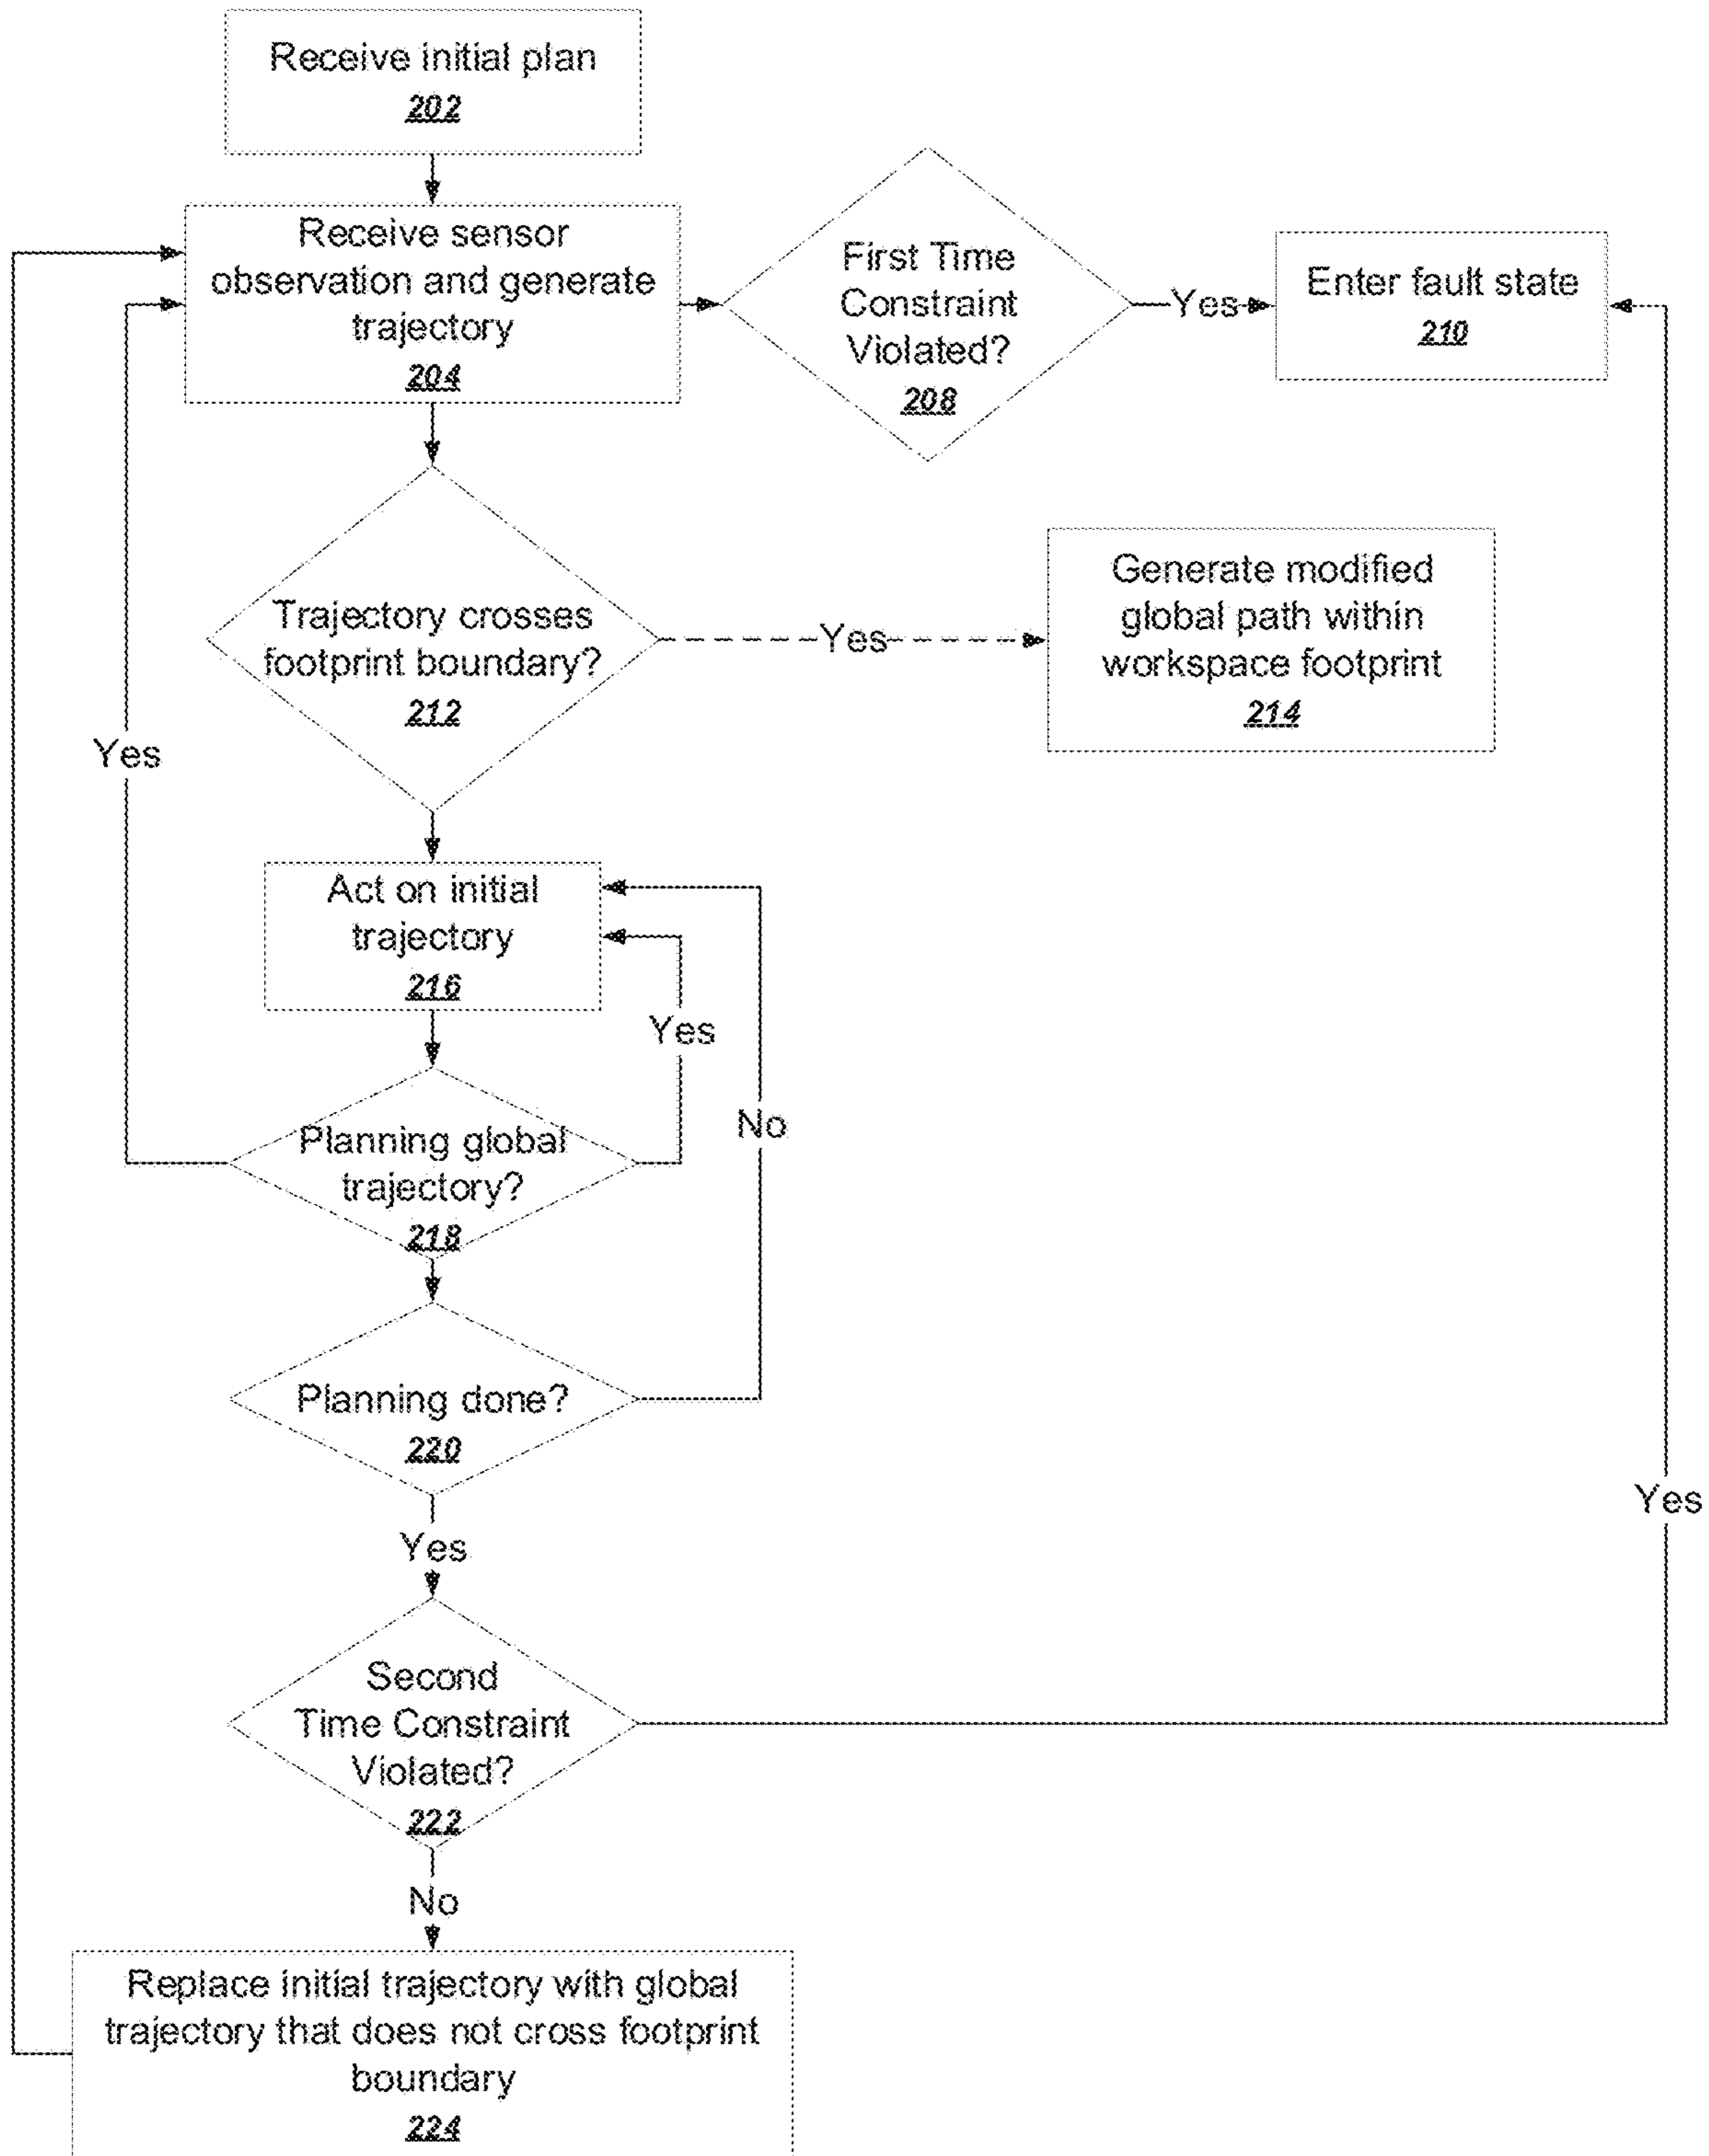 Receive initial plan
202
Receive sensor
observation and generate
trajectory
204
First Time
Constraint
Violated?
208
Yes
Enter fault state
210
Trajectory crosses
footprint boundary?
212
Yes
Generate modified
global path within
workspace footprint
214
Yes
Act on initial
trajectory
216
Yes
No
Planning global
trajectory?
218
Planning done?
220
Yes
Yes
Second
Time Constraint
Violated?
222
No
Replace initial trajectory with global
trajectory that does not cross footprint
boundary
224